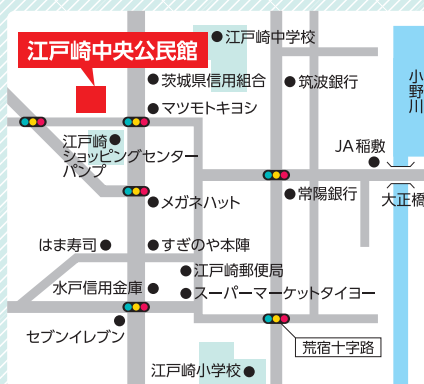 江戸崎中学校
江戸崎中央公民館
茨城県信用組合
筑波銀行
小野川
マツモトキヨシ
江戸崎
ショッピングセンター
パンプ
JA稲敷
メガネハット
常陽銀行
大正橋
はま寿司
すぎのや本陣
江戸崎郵便局
水戸信用金庫
スーパーマーケットタイヨー
セブンイレブン
荒宿十字路
江戸崎小学校